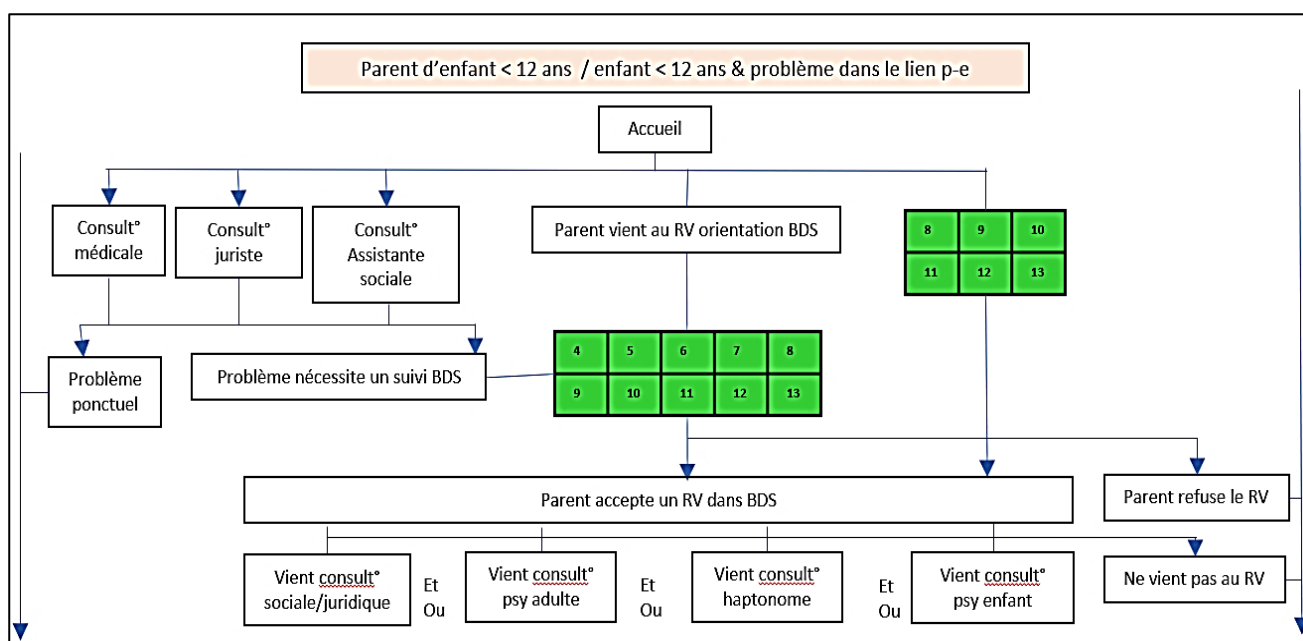 Parent d'enfant < 12 ans / enfant < 12 ans & problème dans le lien p-e
Accueil
Consult°
médicale
Consult°
juriste
Consult°
Assistante
sociale
Parent vient au RV orientation BDS
8 9 10
11 12 13
4 5 6 7 8
9 10 11 12 13
Problème
ponctuel
Problème nécessite un suivi BDS
Parent accepte un RV dans BDS
Parent refuse le RV
Vient consult°
sociale/juridique
Et
Ou
Vient consult°
psy adulte
Et
Ou
Vient consult°
haptonome
Et
Ou
Vient consult°
psy enfant
Ne vient pas au RV